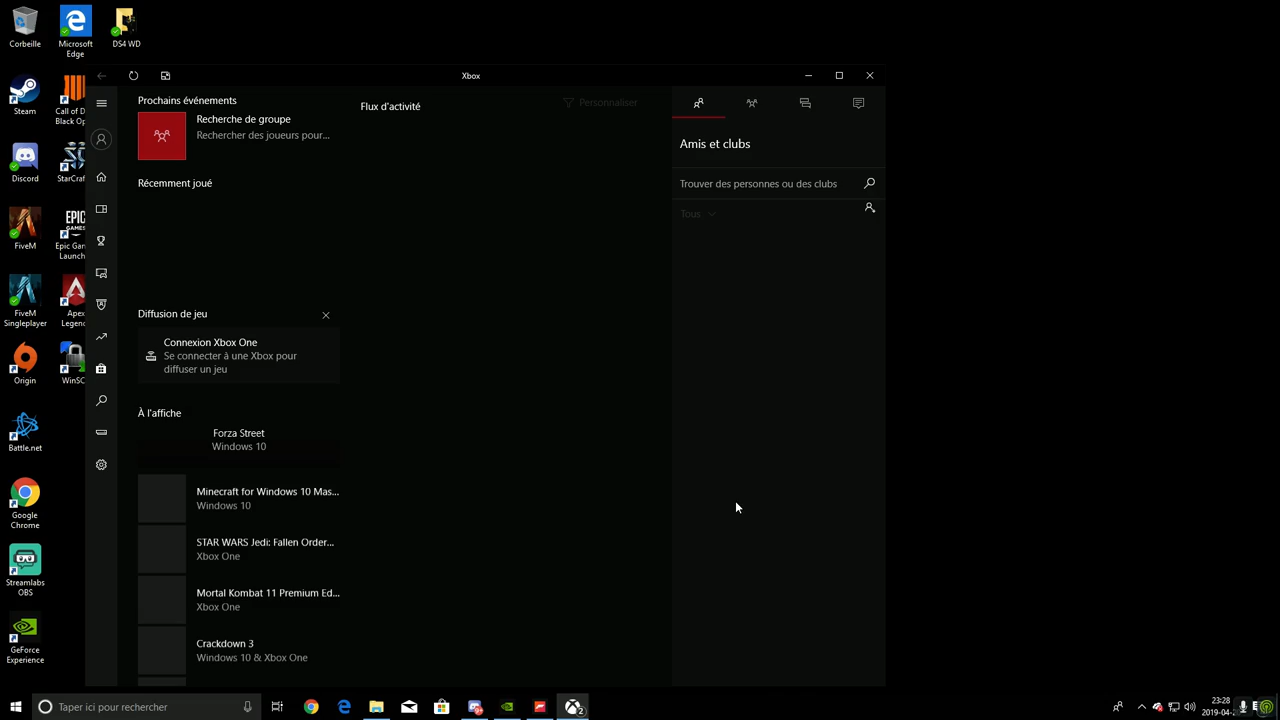 Corbeille
Microsoft
Edge
DS4 WD
Steam
Call of D
Black Op
Discord
StarCraf
FiveM
EPIC
GAMES
Epic Gam
Launch
FiveM
Singleplayer
Apex
Legend
Origin
WinSC
Battle.net
Google
Chrome
Streamlabs
OBS
GeForce
Experience
Xbox
Prochains événements
Recherche de groupe
Rechercher des joueurs pour...
Récemment joué
Diffusion de jeu
Connexion Xbox One
Se connecter à une Xbox pour
diffuser un jeu
À l'affiche
Forza Street
Windows 10
Minecraft for Windows 10 Mas...
Windows 10
STAR WARS Jedi: Fallen Order...
Xbox One
Mortal Kombat 11 Premium Ed...
Xbox One
Crackdown 3
Windows 10 & Xbox One
Flux d'activité
Personnaliser
Amis et clubs
Trouver des personnes ou des clubs
Tous
Taper ici pour rechercher
23:28